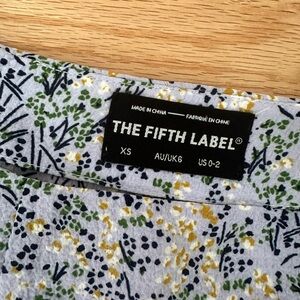 MADE IN CHINA — FABRIQUÉ EN CHINE
THE FIFTH LABEL®
XS AU/UK6 US 0-2